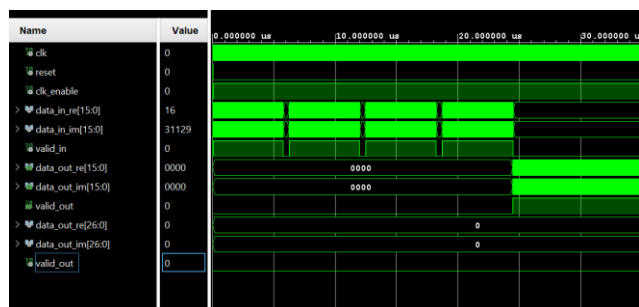 Name Value
0.000000 us 10.000000 us 20.000000 us 30.000000 us
clk 0
reset 0
clk_enable 0
data_in_re[15:0] 16
data_in_im[15:0] 31129
valid_in 0
data_out_re[15:0] 0000 0000
data_out_im[15:0] 0000 0000
valid_out 0
data_out_re[26:0] 0 0
data_out_im[26:0] 0 0
valid_out 0